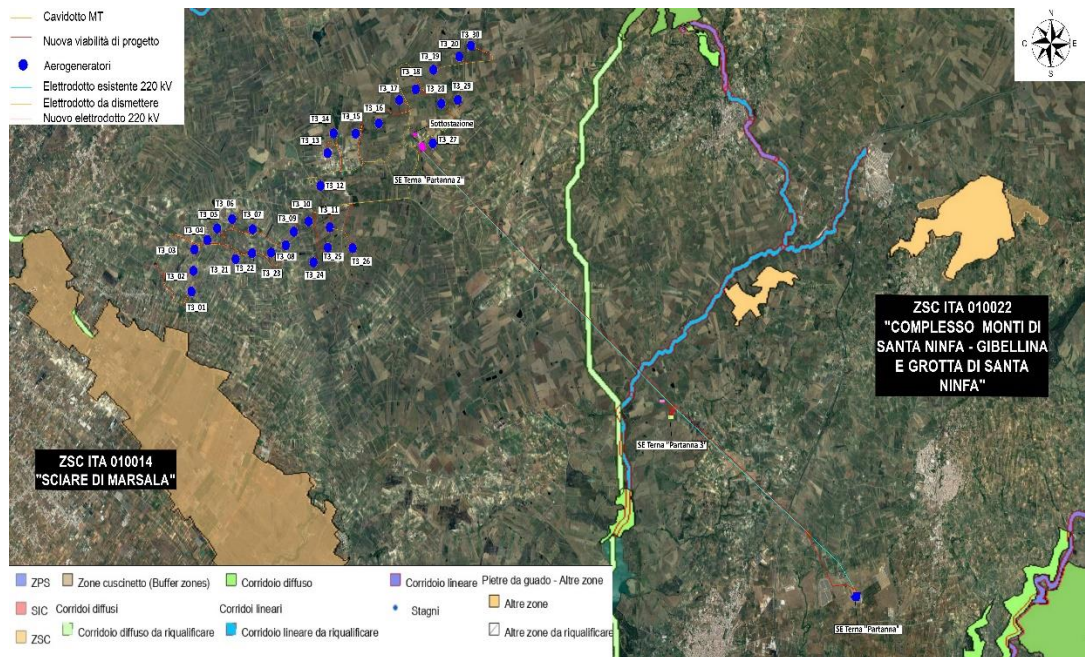 Cavidotto MT
Nuova viabilità di progetto
Aerogeneratori
Elettrodotto esistente 220 kV
Elettrodotto da dismettere
Nuovo elettrodotto 220 kV
N
C
E
S
T3_30
T3_20
T3_19
T3_18
T3_17
T3_28
T3_29
T3_16
Sottostazione
T3_14
T3_15
T3_13
T3_27
SE Terna "Partanna 2"
T3_12
T3_06
T3_10
T3_05
T3_07
T3_09
T3_11
T3_04
T3_03
T3_08
T3_25
T3_21
T3_22
T3_23
T3_26
T3_02
T3_24
T3_01
ZSC ITA 010022
"COMPLESSO MONTI DI
SANTA NINFA - GIBELLINA
E GROTTA DI SANTA
NINFA"
SE Terna "Partanna 3"
ZSC ITA 010014
"SCIARE DI MARSALA"
ZPS
Zone cuscinetto (Buffer zones)
Corridoio diffuso
Corridoio lineare
Pietre da guado - Altre zone
SIC
Corridoi diffusi
Corridoi lineari
Stagni
Altre zone
ZSC
Corridoio diffuso da riqualificare
Corridoio lineare da riqualificare
Altre zone da riqualificare
SE Terna "Partanna"